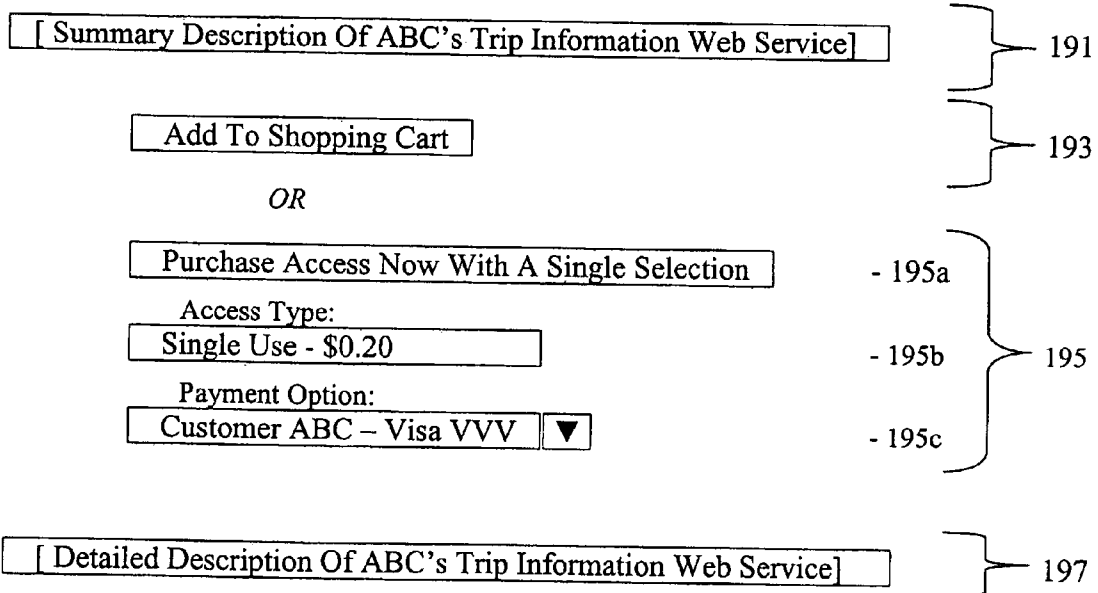 [ Summary Description Of ABC's Trip Information Web Service]
191
Add To Shopping Cart
193
OR
Purchase Access Now With A Single Selection
- 195a
Access Type:
Single Use - $0.20
- 195b
195
Payment Option:
Customer ABC – Visa VVV ▼
- 195c
[ Detailed Description Of ABC's Trip Information Web Service]
197